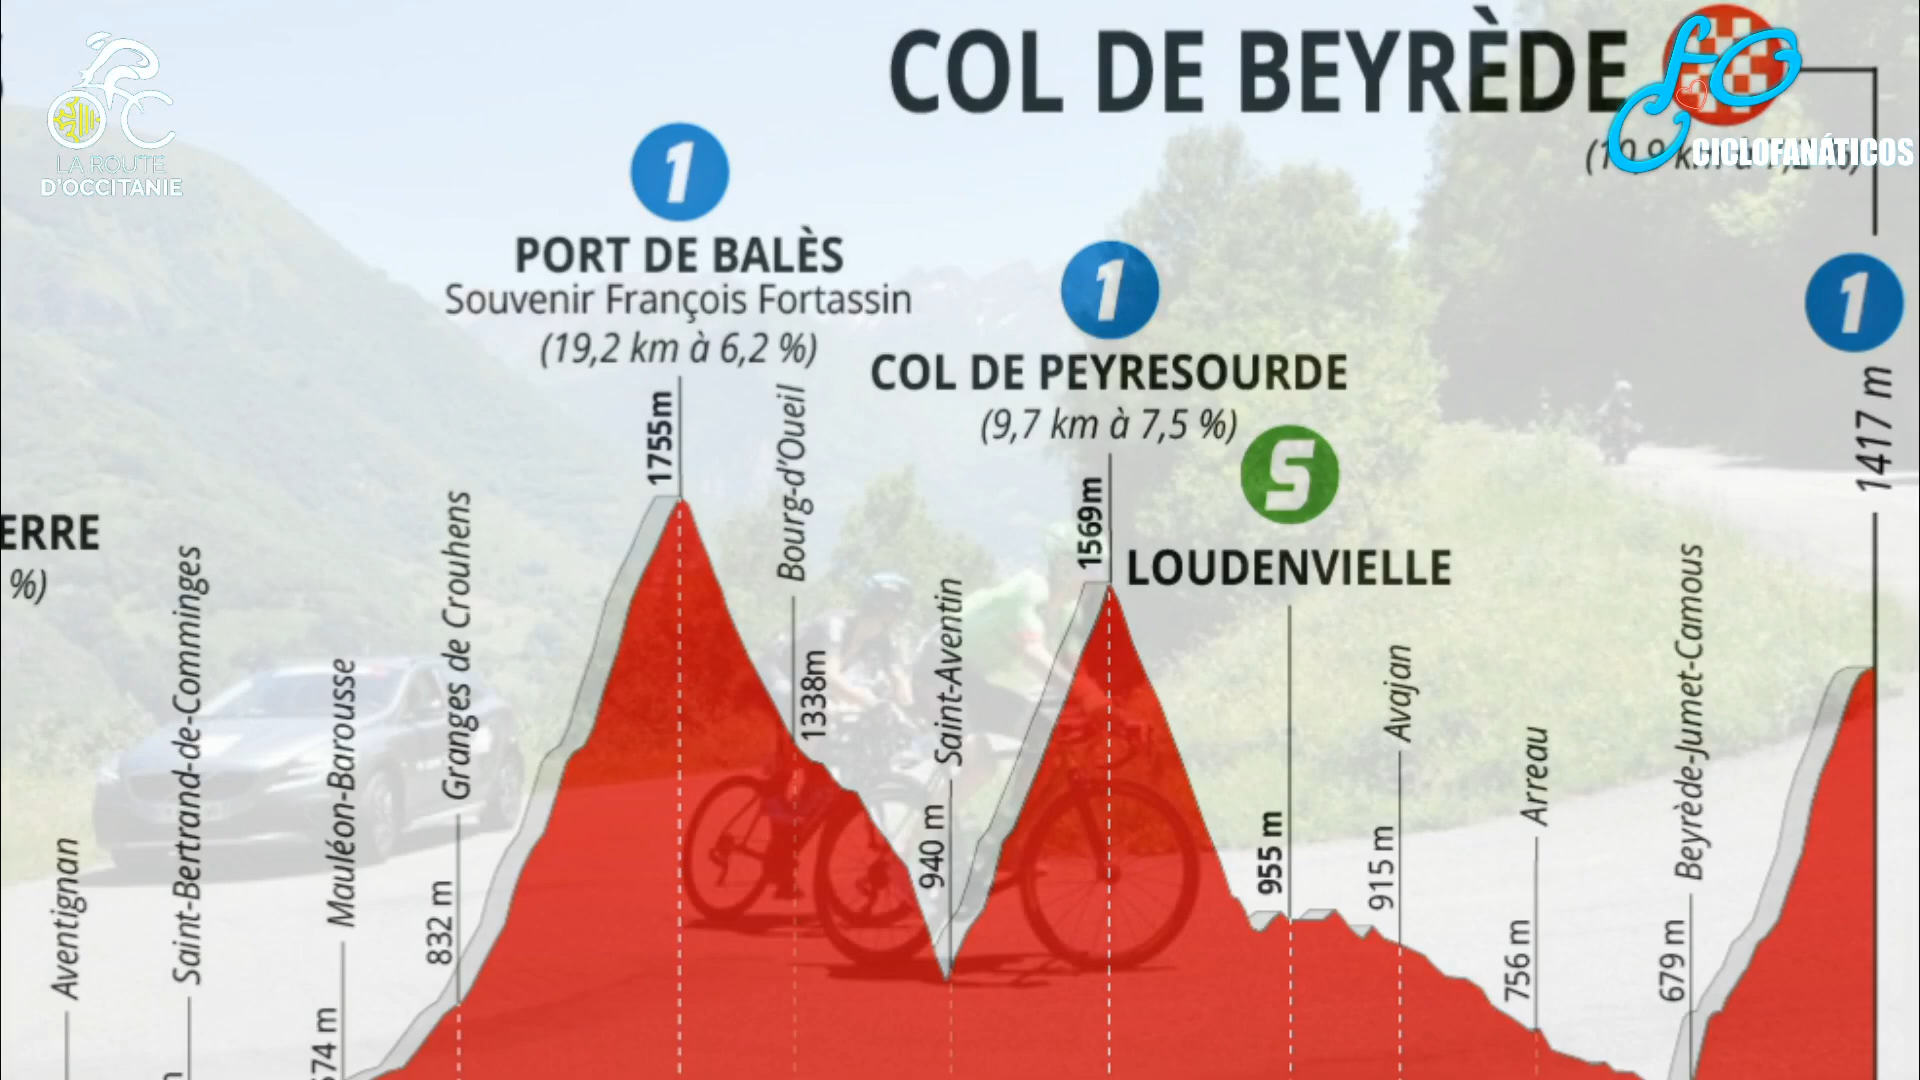 LA ROUTE
D'OCCITANIE
COL DE BEYRÈDE
CICLOFANÁTICOS
1
PORT DE BALÈS
Souvenir François Fortassin
(19,2 km à 6,2 %)
1755m
1
COL DE PEYRESOURDE
(9,7 km à 7,5 %)
1569m
S
LOUDENVIELLE
955 m
1
1417 m
ERRE
%)
Aventignan
Saint-Bertrand-de-Comminges
Mauléon-Barousse
574 m
Granges de Crouhens
832 m
Bourg-d'Oueil
1338m
Saint-Aventin
940 m
Avajan
915 m
Arreau
756 m
Beyrède-Jumet-Camous
679 m